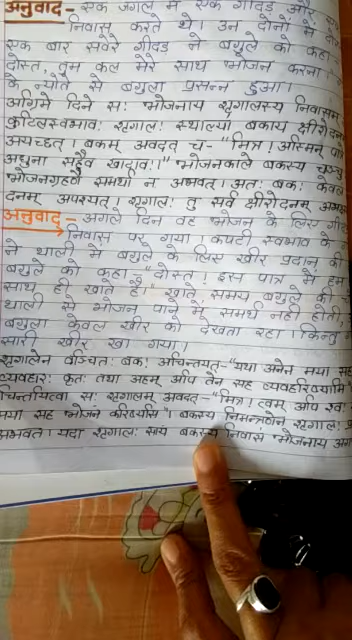 अनुवाद - एक जंगल में एक गीदड़ और
निवास करते थे। उन दोनों में
एक बार सवेरे गीदड़ ने बगुले को कहा
दोस्त, तुम कल मेरे साथ भोजन करना।
के न्योते से बगुला प्रसन्न हुआ।
अग्रिमे दिने सः भोजनाय शृगालस्य निवासम्
कुटिलस्वभावः शृगालः स्थाल्यां बकाय क्षीरोदनम्
अयच्छत्। बकम् अवदत् च - "मित्र! अस्मिन् पात्रे
अधुना सहैव खादावः।" भोजनकाले बकस्य चञ्चुः
भोजनग्रहणे समर्था न अभवत्। अतः बकः केवलं
दनम् अपश्यत्। शृगालः तु सर्वं क्षीरोदनम् अभक्षयत्
अनुवाद - अगले दिन वह भोजन के लिए
निवास पर गया। कपटी स्वभाव के
ने थाली में बगुले के लिए खीर प्रदान की
बगुले को कहा - "दोस्त! इस पात्र में हम
साथ ही खाते हैं।" खाते समय बगुले की
थाली से भोजन पाने में समर्थ नहीं होती,
बगुला केवल खीर को देखता रहा। किन्तु
सारी खीर खा गया।
शृगालेन वञ्चितः बकः अचिन्तयत् - "यथा अनेन मया सह
व्यवहारः कृतः तथा अहम् अपि तेन सह व्यवहरिष्यामि
चिन्तयित्वा सः शृगालम् अवदत् - "मित्र! त्वम् अपि श्वः
मया सह भोजनं करिष्यसि"। बकस्य निमन्त्रणेन शृगालः
अभवत्। यदा शृगालः सायं बकस्य निवासं भोजनाय